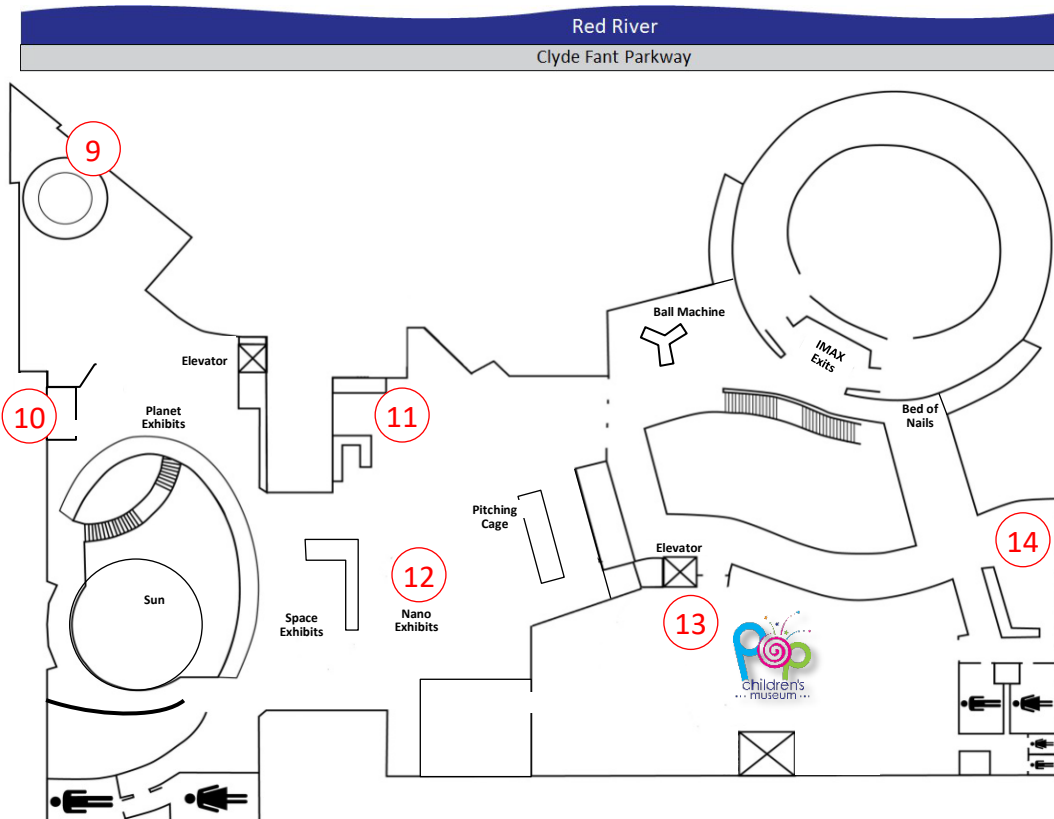 Red River
Clyde Fant Parkway
9
Ball Machine
Elevator
IMAX
Exits
10
11
Planet
Exhibits
Bed of
Nails
Pitching
Cage
14
Elevator
12
Sun
Space
Exhibits
Nano
Exhibits
13
POP
children's
museum